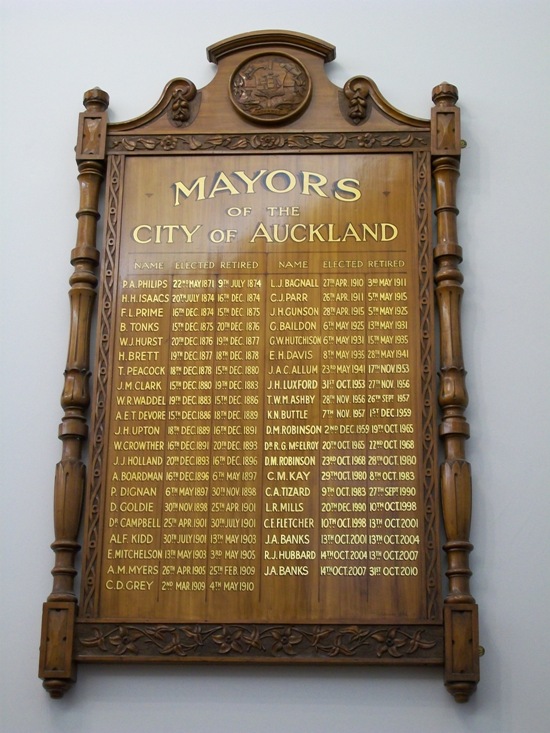 MAYORS
OF THE
CITY OF AUCKLAND
NAME ELECTED RETIRED
P.A. PHILIPS 22ND MAY 1871 9TH JULY 1874
H.H. ISAACS 20TH JULY 1874 16TH DEC. 1874
F.L. PRIME 16TH DEC. 1874 15TH DEC. 1875
B. TONKS 15TH DEC. 1875 20TH DEC. 1876
W.J. HURST 20TH DEC. 1876 19TH DEC. 1877
H. BRETT 19TH DEC. 1877 18TH DEC. 1878
T. PEACOCK 18TH DEC. 1878 15TH DEC. 1880
J.M. CLARK 15TH DEC. 1880 19TH DEC. 1883
W.R. WADDEL 19TH DEC. 1883 15TH DEC. 1886
A.E.T. DEVORE 15TH DEC. 1886 18TH DEC. 1889
J.H. UPTON 18TH DEC. 1889 16TH DEC. 1891
W. CROWTHER 16TH DEC. 1891 20TH DEC. 1893
J.J. HOLLAND 20TH DEC. 1893 16TH DEC. 1896
A. BOARDMAN 16TH DEC. 1896 6TH MAY 1897
P. DIGNAN 6TH MAY 1897 30TH NOV. 1898
D. GOLDIE 30TH NOV. 1898 25TH APR. 1901
DR CAMPBELL 25TH APR. 1901 30TH JULY 1901
ALF. KIDD 30TH JULY 1901 13TH MAY 1903
E. MITCHELSON 13TH MAY 1903 3RD MAY 1905
A.M. MYERS 26TH APR 1905 25TH FEB. 1909
C.D. GREY 2ND MAR. 1909 4TH MAY 1910
NAME ELECTED RETIRED
L.J. BAGNALL 27TH APR. 1910 3RD MAY 1911
C.J. PARR 26TH APR. 1911 5TH MAY 1915
J.H. GUNSON 28TH APR. 1915 5TH MAY 1925
G. BAILDON 6TH MAY 1925 13TH MAY 1931
G.W. HUTCHISON 6TH MAY 1931 15TH MAY 1935
E.H. DAVIS 8TH MAY 1935 28TH MAY 1941
J.A.C. ALLUM 23RD MAY 1941 17TH NOV 1953
J.H. LUXFORD 31ST OCT. 1953 27TH NOV. 1956
T.W.M. ASHBY 28TH NOV. 1956 26TH SEPT. 1957
K.N. BUTTLE 7TH NOV. 1957 1ST DEC. 1959
D.M. ROBINSON 2ND DEC. 1959 19TH OCT. 1965
DR R.G. McELROY 20TH OCT. 1965 22ND OCT. 1968
D.M. ROBINSON 23RD OCT. 1968 28TH OCT. 1980
C.M. KAY 29TH OCT. 1980 8TH OCT. 1983
C.A. TIZARD 9TH OCT. 1983 27TH SEPT. 1990
L.R. MILLS 20TH DEC. 1990 10TH OCT. 1998
C.E. FLETCHER 10TH OCT. 1998 13TH OCT. 2001
J.A. BANKS 13TH OCT. 2001 13TH OCT. 2004
R.J. HUBBARD 14TH OCT. 2004 13TH OCT. 2007
J.A. BANKS 14TH OCT. 2007 31ST OCT. 2010